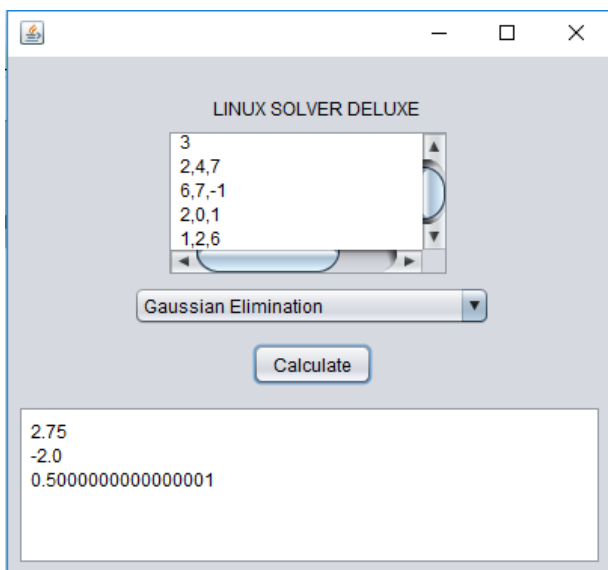 LINUX SOLVER DELUXE
3
2,4,7
6,7,-1
2,0,1
1,2,6
Gaussian Elimination
Calculate
2.75
-2.0
0.5000000000000001